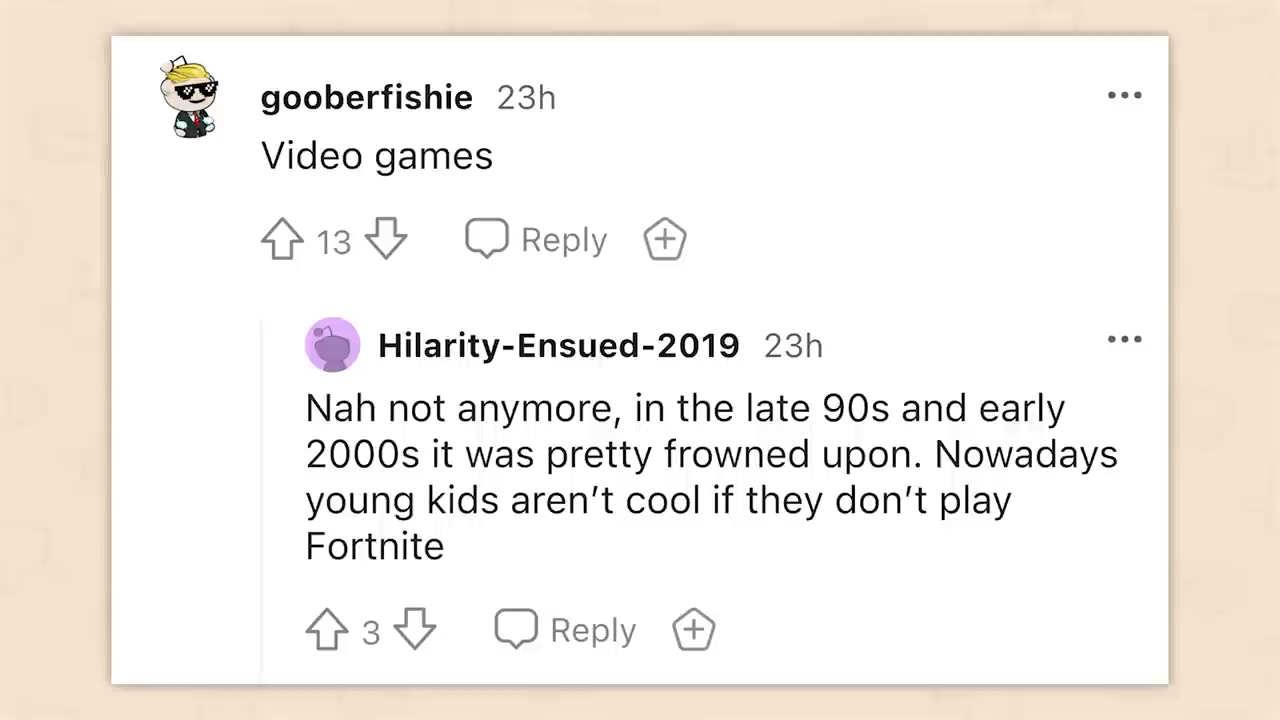 gooberfishie 23h
Video games
13 Reply
Hilarity-Ensued-2019 23h
Nah not anymore, in the late 90s and early
2000s it was pretty frowned upon. Nowadays
young kids aren’t cool if they don’t play
Fortnite
3 Reply